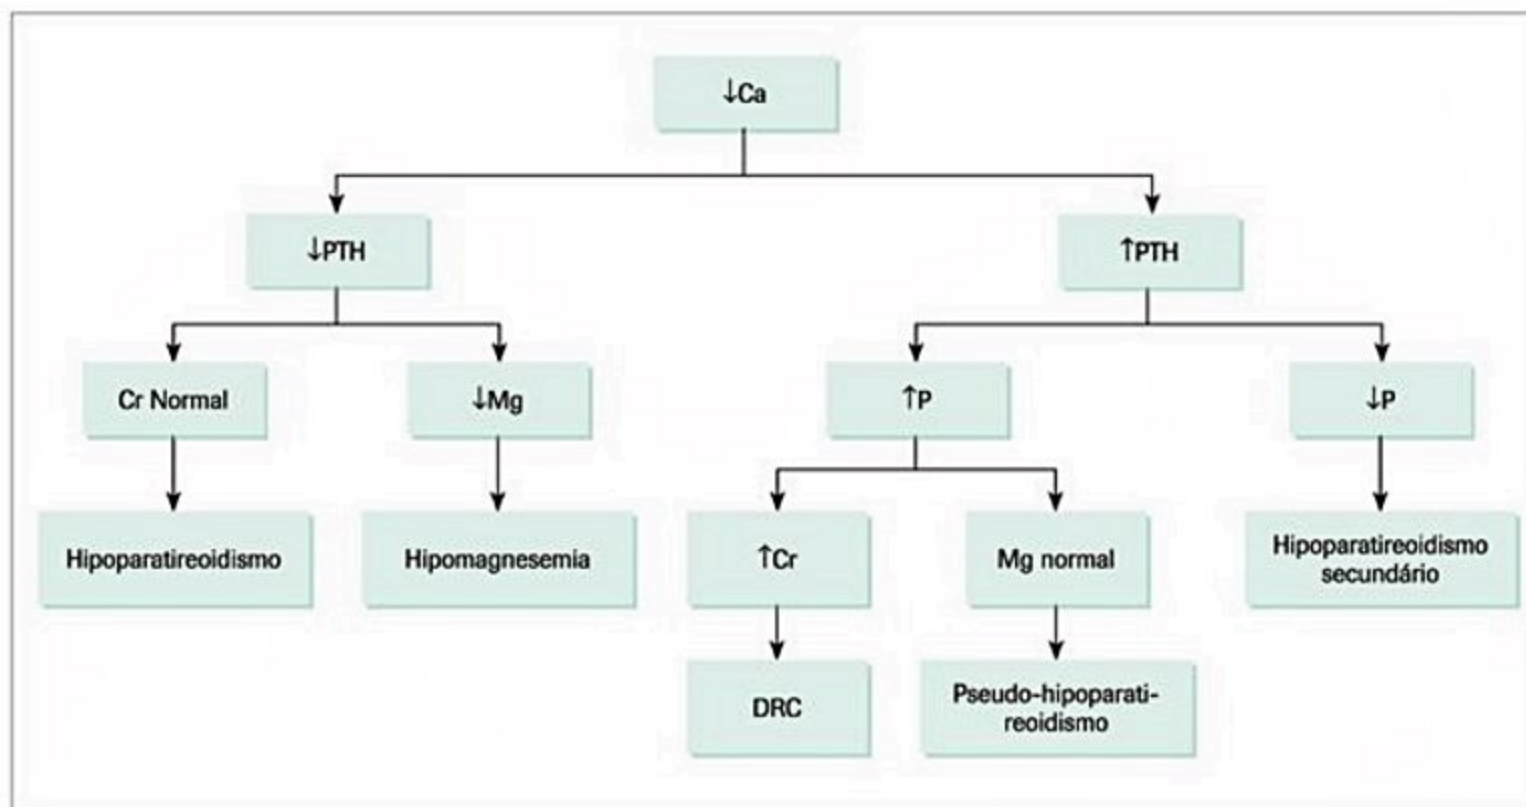 ↓Ca
↓PTH
↑PTH
Cr Normal
↓Mg
↑P
↓P
Hipoparatireoidismo
Hipomagnesemia
↑Cr
Mg normal
Hipoparatireoidismo
secundário
DRC
Pseudo-hipoparati-
reoidismo